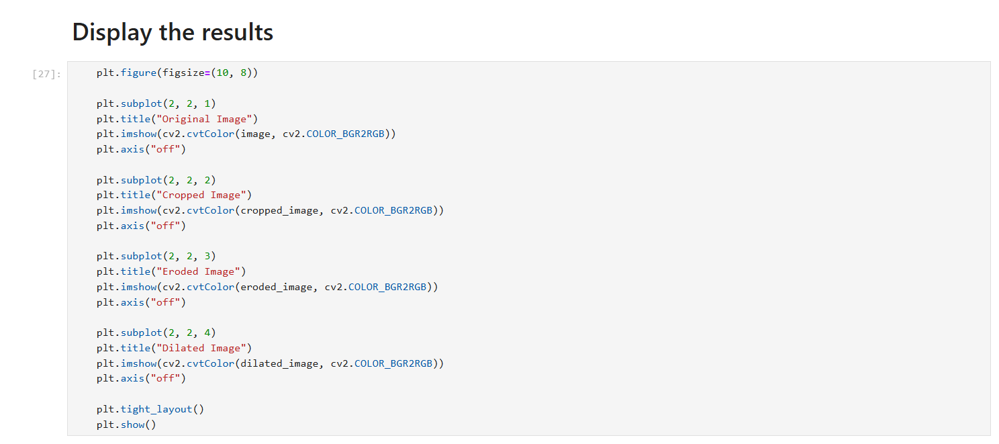 Display the results
[27]:
plt.figure(figsize=(10, 8))
plt.subplot(2, 2, 1)
plt.title("Original Image")
plt.imshow(cv2.cvtColor(image, cv2.COLOR_BGR2RGB))
plt.axis("off")
plt.subplot(2, 2, 2)
plt.title("Cropped Image")
plt.imshow(cv2.cvtColor(cropped_image, cv2.COLOR_BGR2RGB))
plt.axis("off")
plt.subplot(2, 2, 3)
plt.title("Eroded Image")
plt.imshow(cv2.cvtColor(eroded_image, cv2.COLOR_BGR2RGB))
plt.axis("off")
plt.subplot(2, 2, 4)
plt.title("Dilated Image")
plt.imshow(cv2.cvtColor(dilated_image, cv2.COLOR_BGR2RGB))
plt.axis("off")
plt.tight_layout()
plt.show()